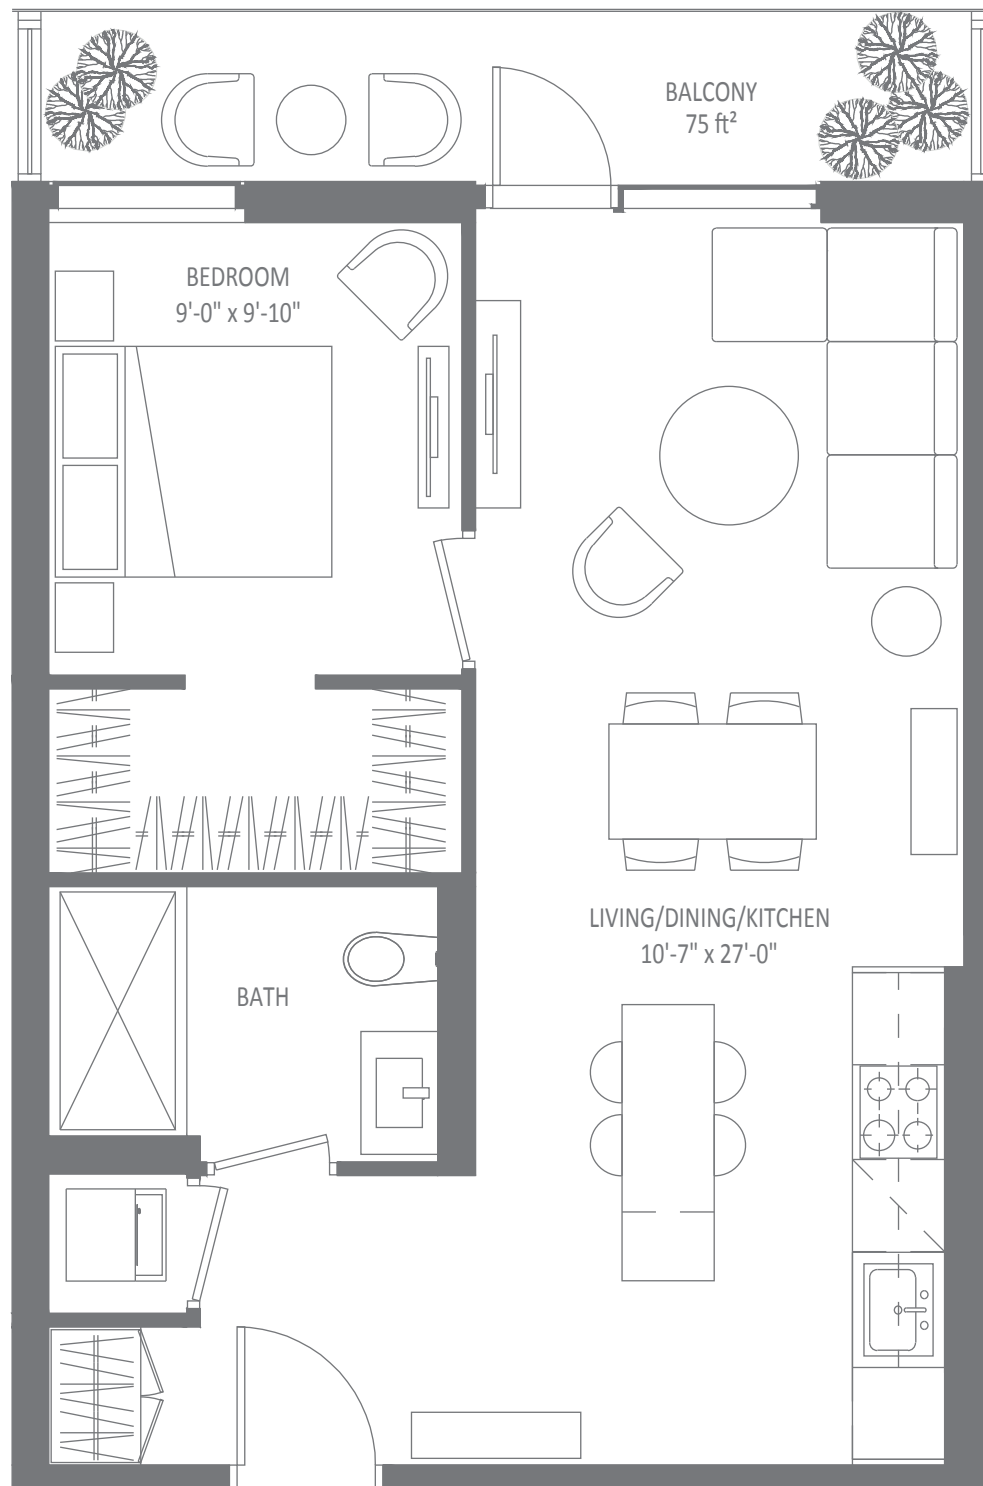 BALCONY
75 ft²
BEDROOM
9'-0" x 9'-10"
LIVING/DINING/KITCHEN
10'-7" x 27'-0"
BATH